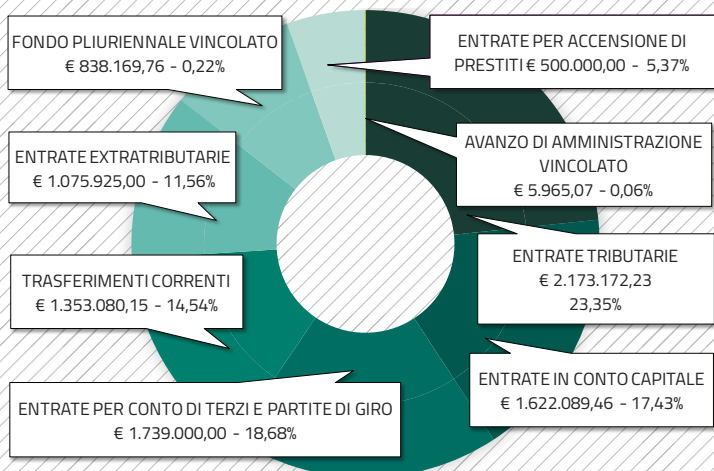 FONDO PLIURIENNALE VINCOLATO
€ 838.169,76 - 0,22%
ENTRATE PER ACCENSIONE DI
PRESTITI € 500.000,00 - 5,37%
ENTRATE EXTRATRIBUTARIE
€ 1.075.925,00 - 11,56%
AVANZO DI AMMINISTRAZIONE
VINCOLATO
€ 5.965,07 - 0,06%
TRASFERIMENTI CORRENTI
€ 1.353.080,15 - 14,54%
ENTRATE TRIBUTARIE
€ 2.173.172,23
23,35%
ENTRATE PER CONTO DI TERZI E PARTITE DI GIRO
€ 1.739.000,00 - 18,68%
ENTRATE IN CONTO CAPITALE
€ 1.622.089,46 - 17,43%